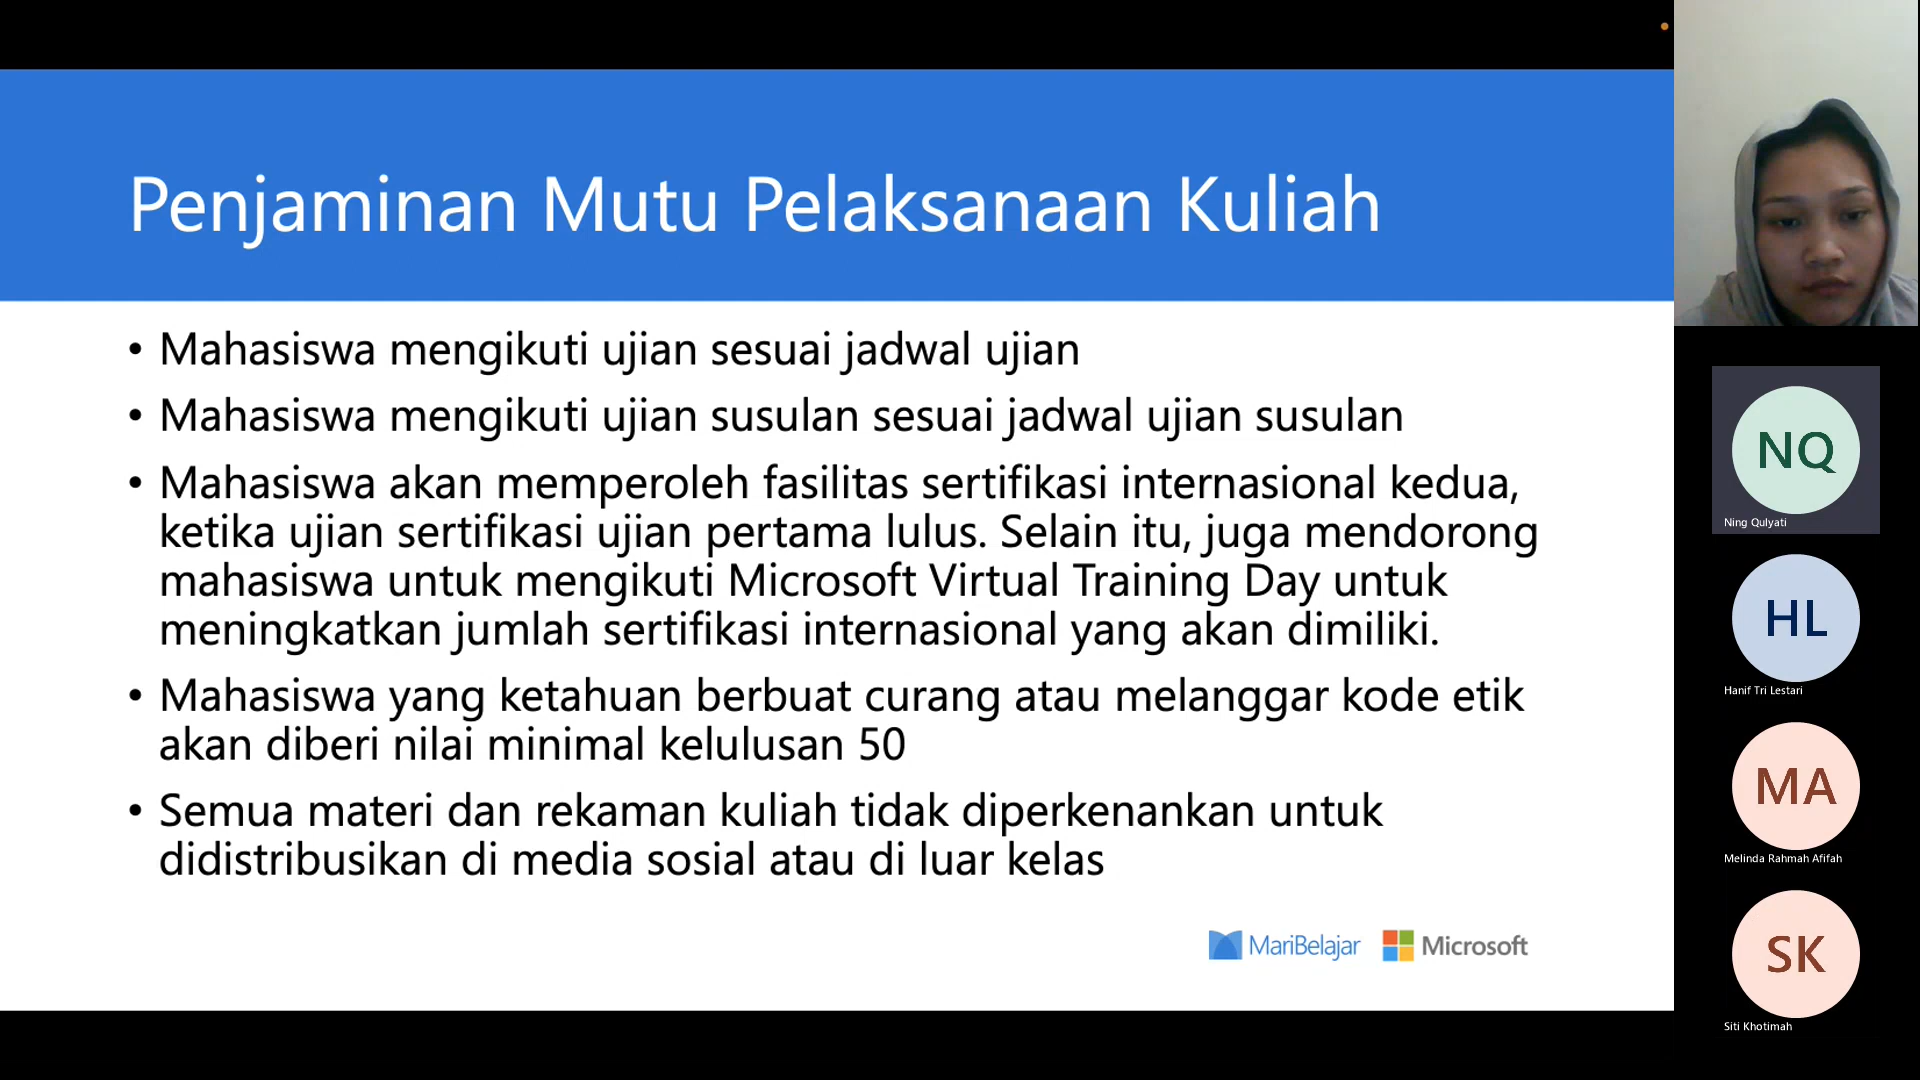 Penjaminan Mutu Pelaksanaan Kuliah
• Mahasiswa mengikuti ujian sesuai jadwal ujian
• Mahasiswa mengikuti ujian susulan sesuai jadwal ujian susulan
• Mahasiswa akan memperoleh fasilitas sertifikasi internasional kedua,
ketika ujian sertifikasi ujian pertama lulus. Selain itu, juga mendorong
mahasiswa untuk mengikuti Microsoft Virtual Training Day untuk
meningkatkan jumlah sertifikasi internasional yang akan dimiliki.
• Mahasiswa yang ketahuan berbuat curang atau melanggar kode etik
akan diberi nilai minimal kelulusan 50
• Semua materi dan rekaman kuliah tidak diperkenankan untuk
didistribusikan di media sosial atau di luar kelas
MariBelajar Microsoft
NQ
Ning Qulyati
HL
Hanif Tri Lestari
MA
Melinda Rahmah Afifah
SK
Siti Khotimah